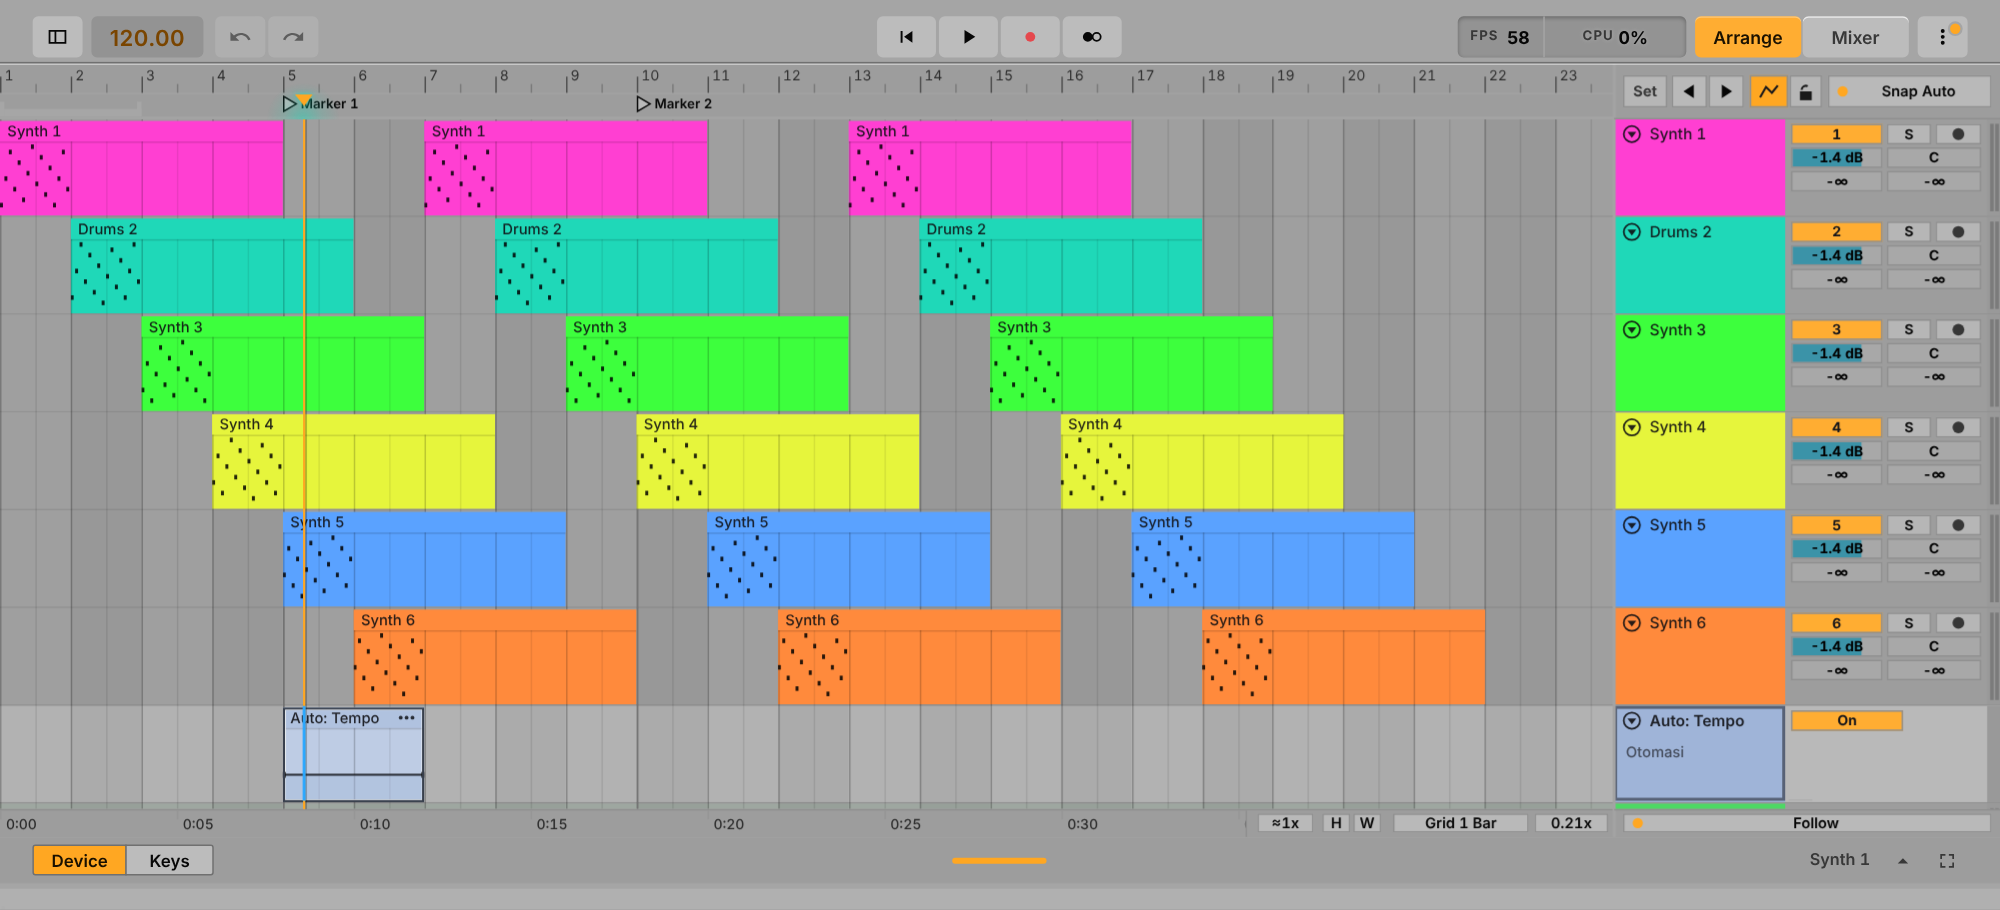 120.00
FPS 58 CPU 0% Arrange Mixer
1 2 3 4 5 6 7 8 9 10 11 12 13 14 15 16 17 18 19 20 21 22 23
Set Snap Auto
Marker 1 Marker 2
Synth 1 Synth 1 Synth 1 Synth 1 1 S
-1.4 dB C
-∞ -∞
Drums 2 Drums 2 Drums 2 Drums 2 2 S
-1.4 dB C
-∞ -∞
Synth 3 Synth 3 Synth 3 Synth 3 3 S
-1.4 dB C
-∞ -∞
Synth 4 Synth 4 Synth 4 Synth 4 4 S
-1.4 dB C
-∞ -∞
Synth 5 Synth 5 Synth 5 Synth 5 5 S
-1.4 dB C
-∞ -∞
Synth 6 Synth 6 Synth 6 Synth 6 6 S
-1.4 dB C
-∞ -∞
Auto: Tempo ••• Auto: Tempo On
Otomasi
0:00 0:05 0:10 0:15 0:20 0:25 0:30 ≈1x H W Grid 1 Bar 0.21x Follow
Device Keys Synth 1